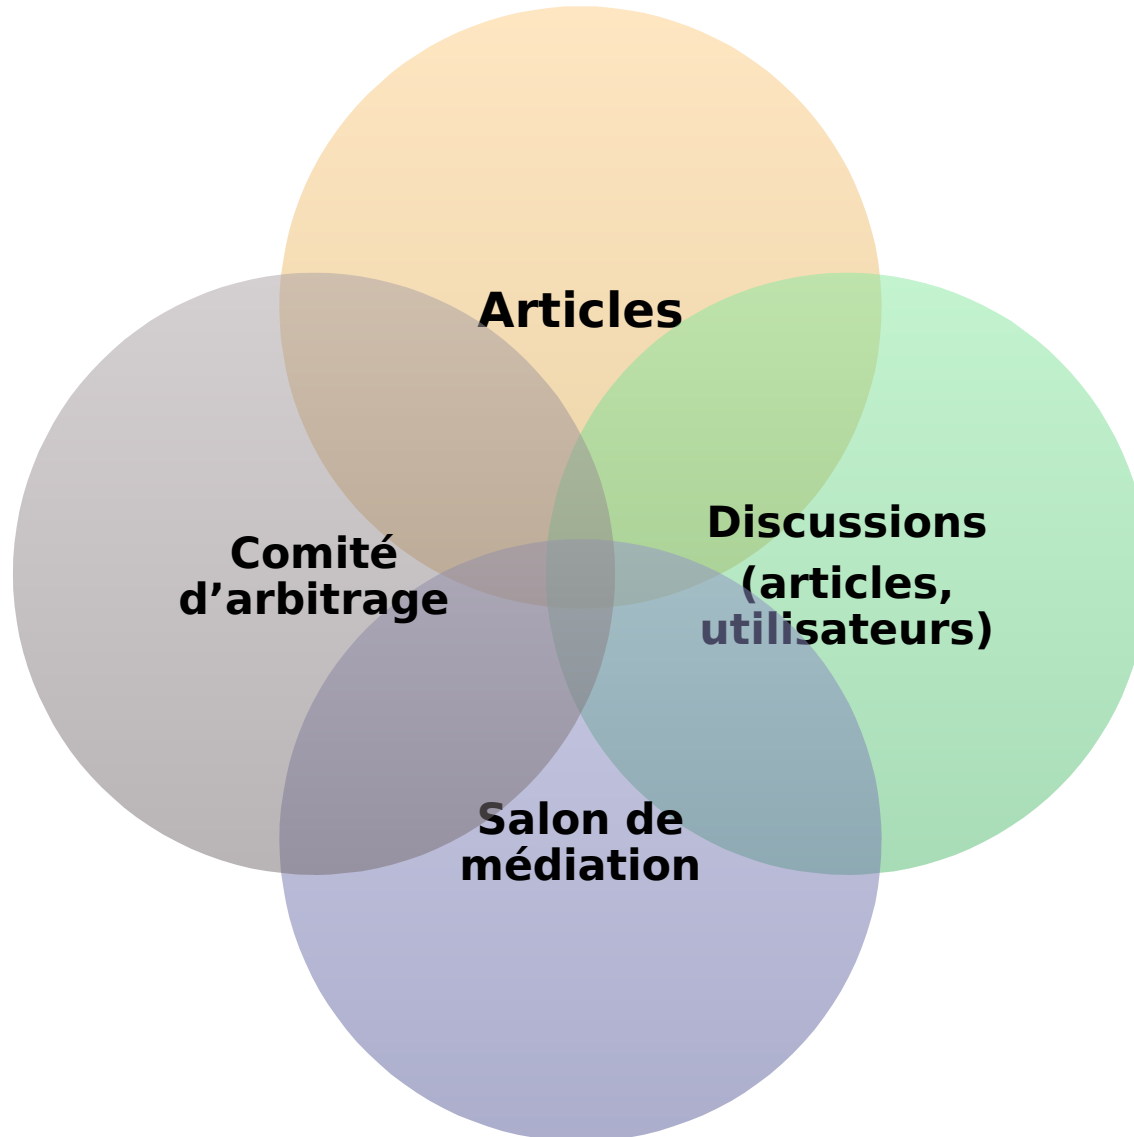 Articles
Discussions
(articles,
utilisateurs)
Comité
d’arbitrage
Salon de
médiation